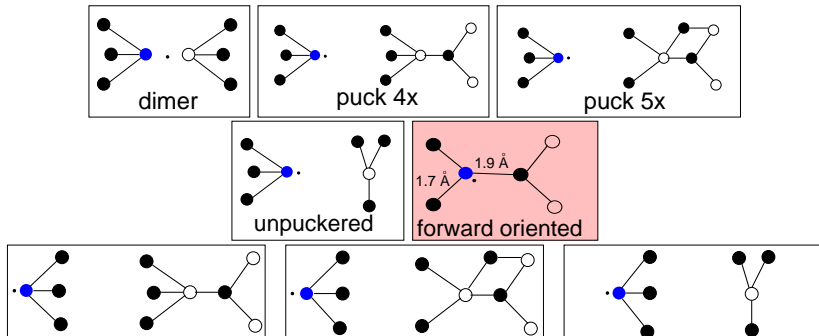 dimer
puck 4x
puck 5x
1.9 Å
1.7 Å
unpuckered
forward oriented